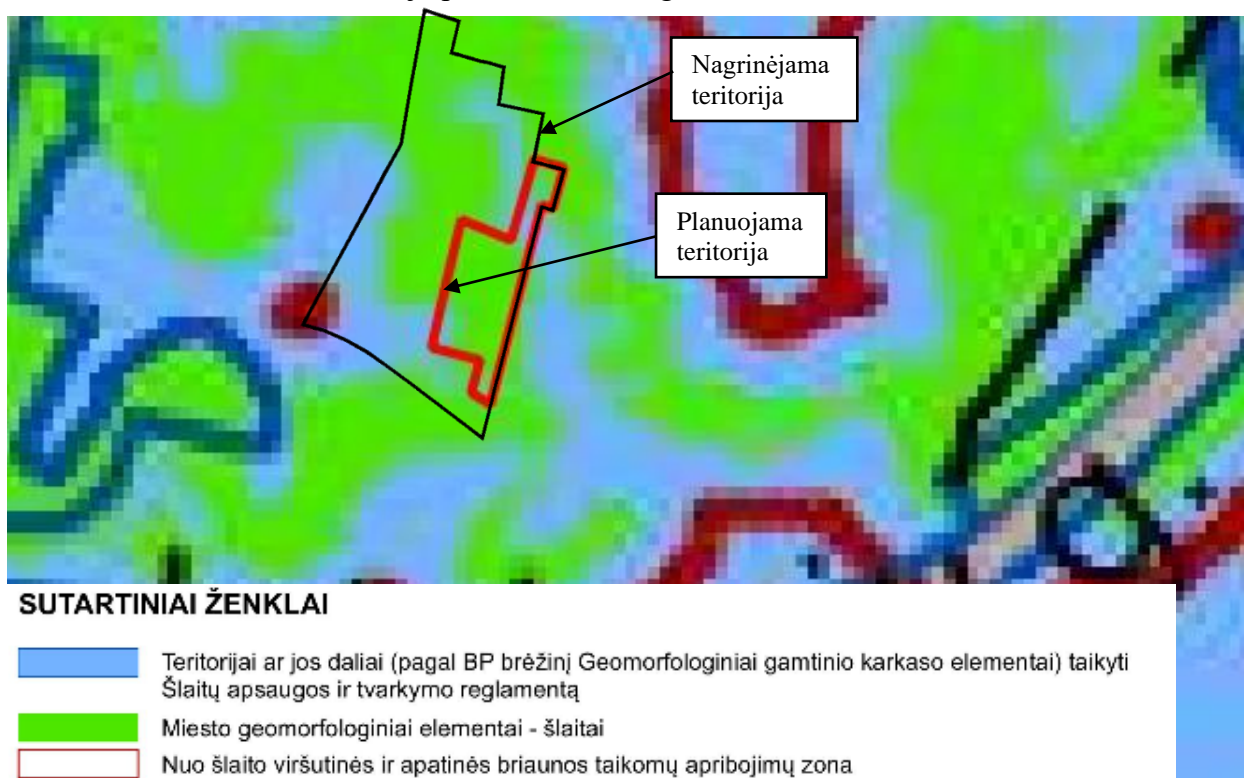 Nagrinėjama
teritorija
Planuojama
teritorija
SUTARTINIAI ŽENKLAI
Teritorijai ar jos daliai (pagal BP brėžinį Geomorfologiniai gamtinio karkaso elementai) taikyti
Šlaitų apsaugos ir tvarkymo reglamentą
Miesto geomorfologiniai elementai - šlaitai
Nuo šlaito viršutinės ir apatinės briaunos taikomų apribojimų zona